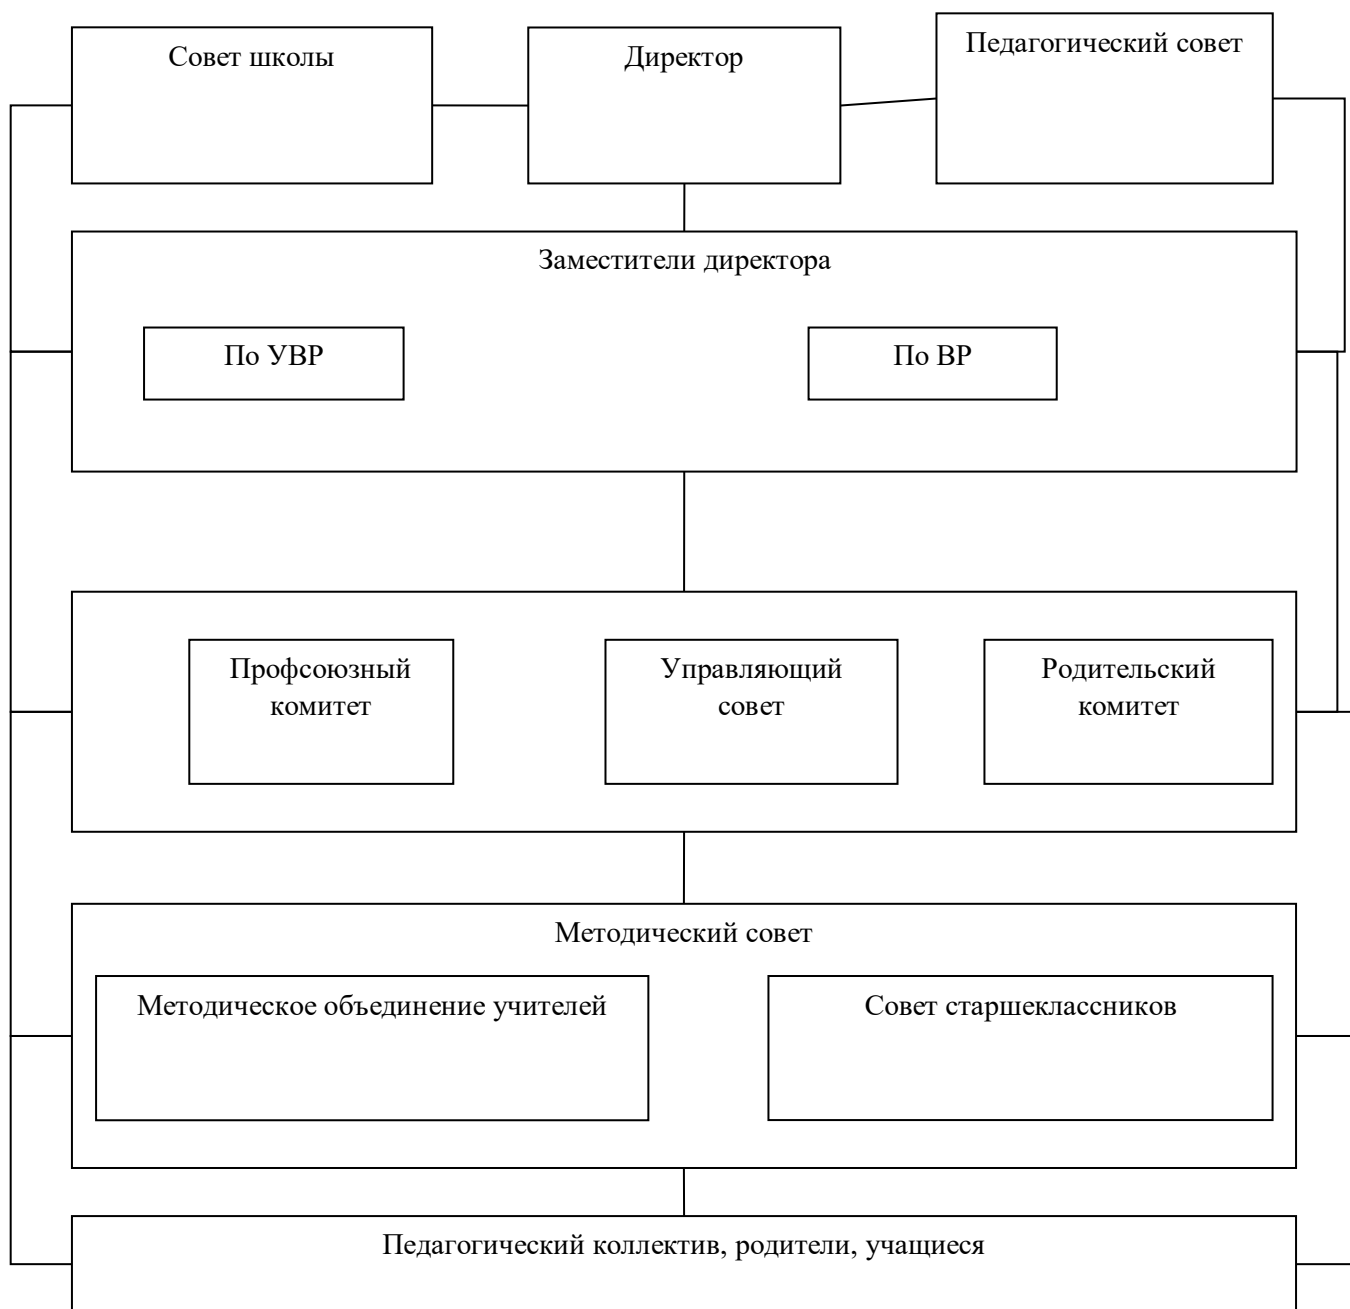 Совет школы
Директор
Педагогический совет
Заместители директора
По УВР
По ВР
Профсоюзный
комитет
Управляющий
совет
Родительский
комитет
Методический совет
Методическое объединение учителей
Совет старшеклассников
Педагогический коллектив, родители, учащиеся